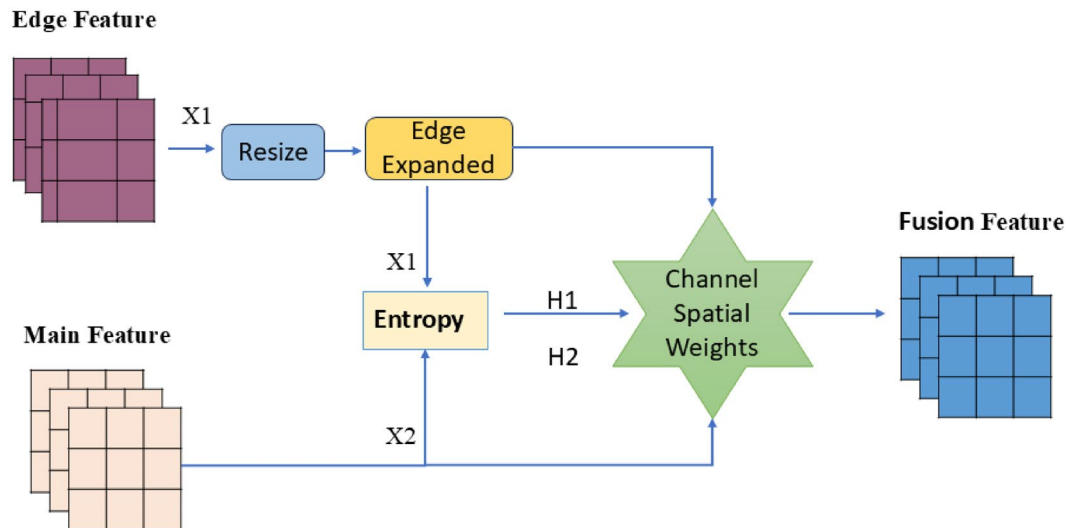 Edge Feature
X1
Resize
Edge
Expanded
X1
Entropy
H1
H2
Channel
Spatial
Weights
Fusion Feature
Main Feature
X2